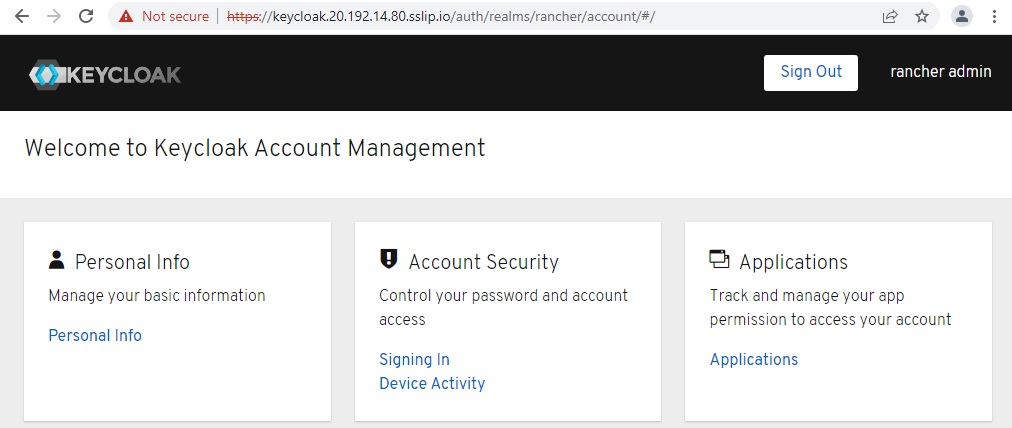 Not secure | https://keycloak.20.192.14.80.sslip.io/auth/realms/rancher/account/#/
KEYCLOAK
Sign Out
rancher admin
Welcome to Keycloak Account Management
Personal Info
Manage your basic information
Personal Info
Account Security
Control your password and account
access
Signing In
Device Activity
Applications
Track and manage your app
permission to access your account
Applications